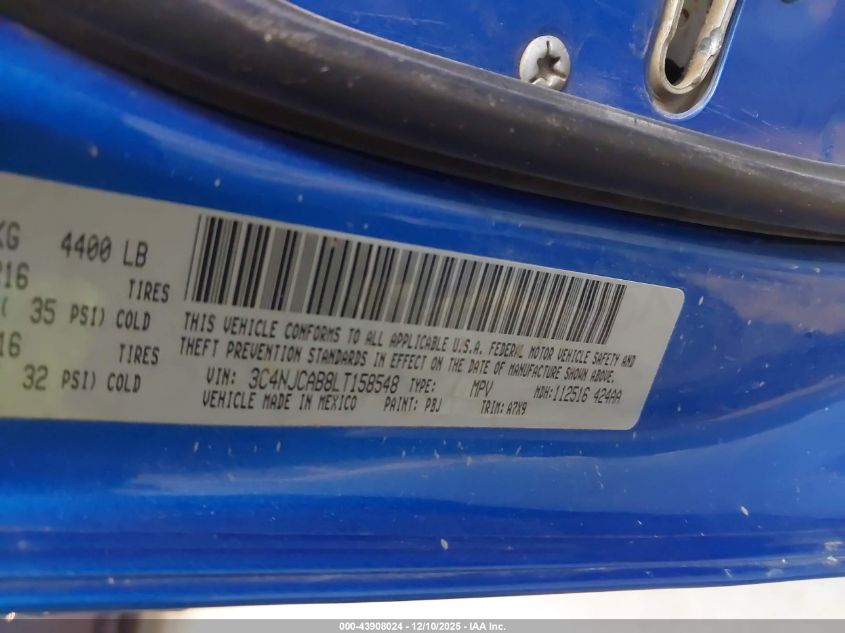 KG 4400 LB
R16 TIRES
( 35 PSI) COLD
16 TIRES
32 PSI) COLD
THIS VEHICLE CONFORMS TO ALL APPLICABLE U.S.A. FEDERAL MOTOR VEHICLE SAFETY AND
THEFT PREVENTION STANDARDS IN EFFECT ON THE DATE OF MANUFACTURE SHOWN ABOVE.
VIN: 3C4NJCAB8LT158548 TYPE: MPV MDH:112516 424AA
VEHICLE MADE IN MEXICO PAINT: PBJ TRIM: A7X9
000-43908024 - 12/10/2025 - IAA Inc.